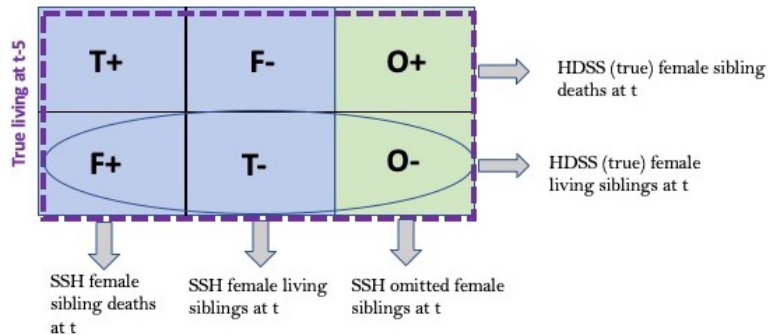 True living at t-5
T+
F-
O+
HDSS (true) female sibling
deaths at t
F+
T-
O-
HDSS (true) female
living siblings at t
SSH female
sibling deaths
at t
SSH female living
siblings at t
SSH omitted female
siblings at t